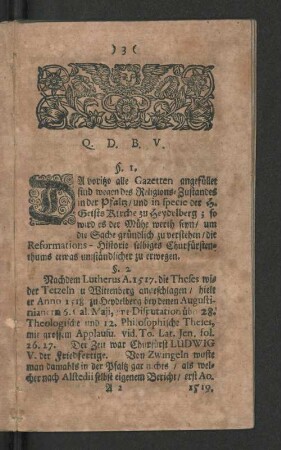 ) 3 (
Q. D. B. V.
§. 1.
DA voritzo alle Gazetten angefüllet
sind wegen des Religions-Zustandes
in der Pfaltz / und in specie der H.
Geistes Kirche zu Heydelberg ; so
wird es der Mühe werth seyn / um
die Sache gründlich zu verstehen / die
Reformations-Historie selbiges Churfürsten-
thums etwas umständlicher zu erwegen.
§. 2
Nachdem Lutherus A. 1517. die Theses wi-
der Tetzeln zu Wittenberg angeschlagen / hielt
er Anno 1518. zu Heydelberg bey denen Augusti-
nianern
Theologische und 12. Philosophische Theses,
mit grossem Applausu. vid. To. Lat. Jen. fol.
26. 27. Der Zeit war Churfürst LUDWIG
V. der Friedfertige. Von Zwingeln wuste
man damahls in der Pfaltz gar nichts / als wel-
cher nach Alstedii selbst eigenem Bericht / erst An.
A 2 1519.